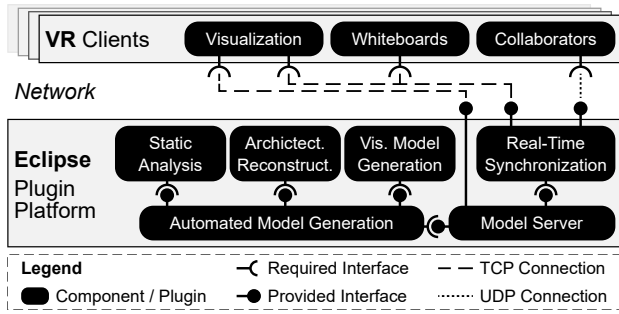 VR Clients
Visualization
Whiteboards
Collaborators
Network
Eclipse
Plugin
Platform
Static
Analysis
Architect.
Reconstruct.
Vis. Model
Generation
Real-Time
Synchronization
Automated Model Generation
Model Server
Legend
Required Interface
TCP Connection
Component / Plugin
Provided Interface
UDP Connection